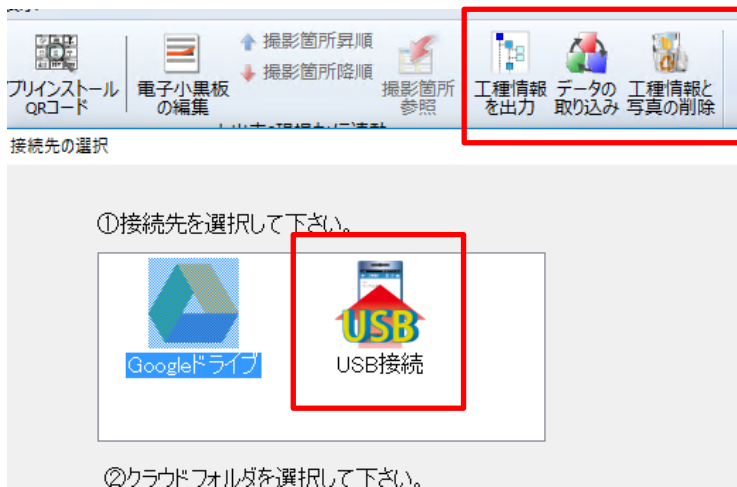 プリインストール
QRコード
電子小黒板
の編集
撮影箇所昇順
撮影箇所降順
撮影箇所
参照
工種情報
を出力
データの
取り込み
工種情報と
写真の削除
接続先の選択
①接続先を選択して下さい。
Googleドライブ
USB
USB接続
②クラウドフォルダを選択して下さい。